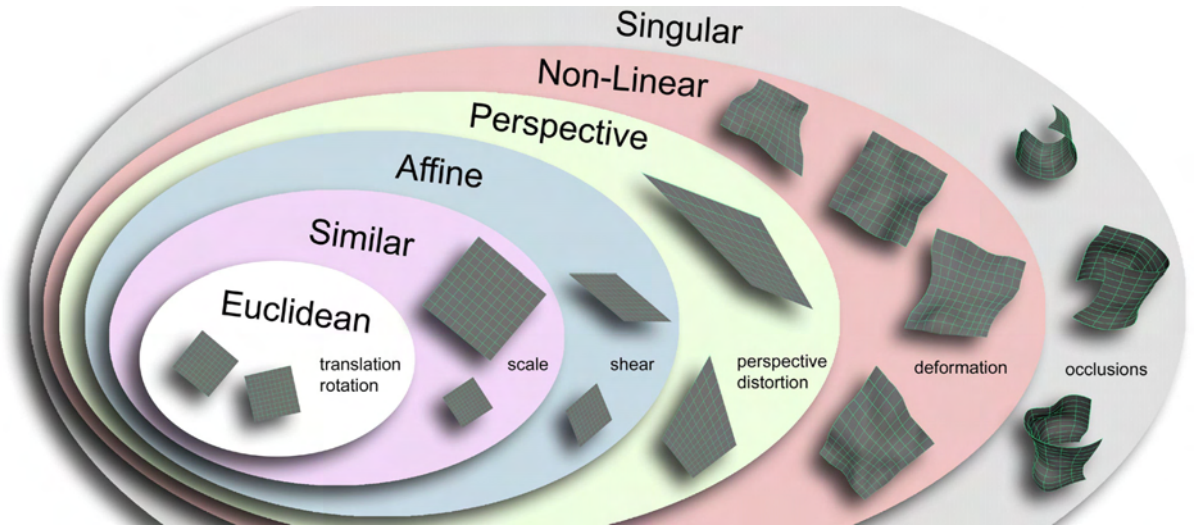 Singular
Non-Linear
Perspective
Affine
Similar
Euclidean
translation
rotation
scale
shear
perspective
distortion
deformation
occlusions